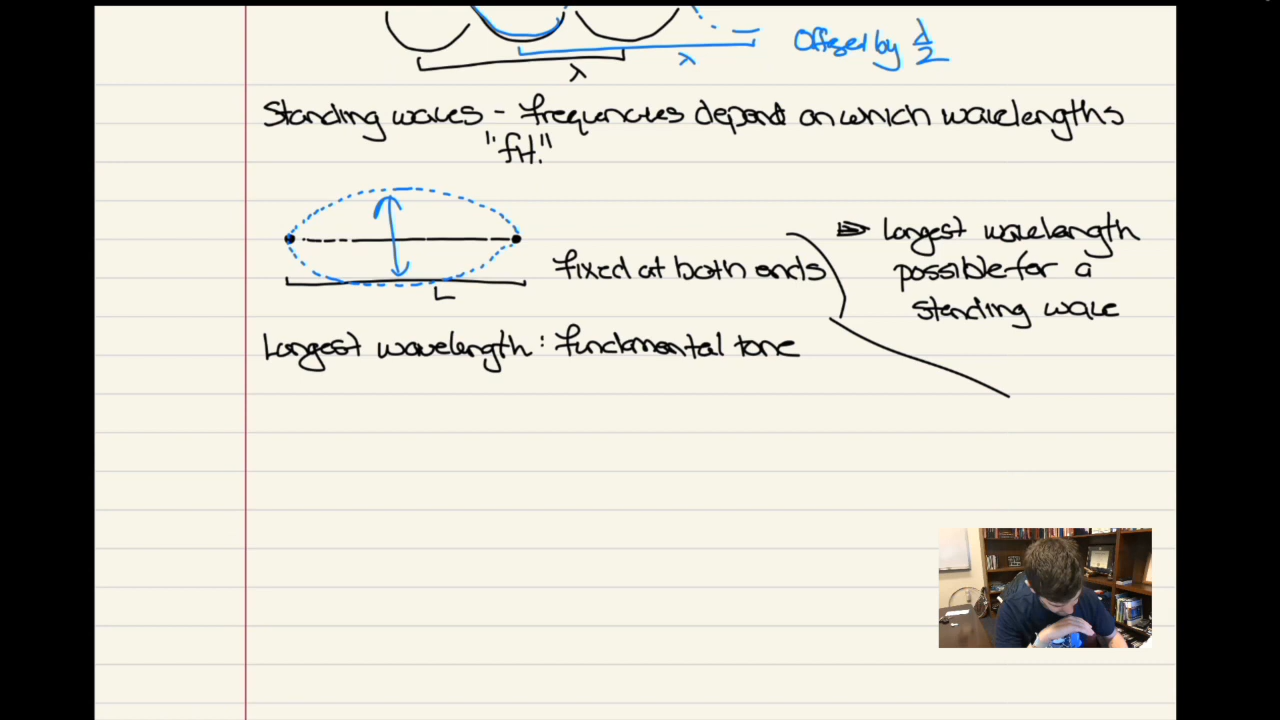 Offset by λ/2
λ
λ
Standing waves - frequencies depend on which wavelengths
"fit."
Longest wavelength
possible for a
standing wave
fixed at both ends
L
Longest wavelength: fundamental tone